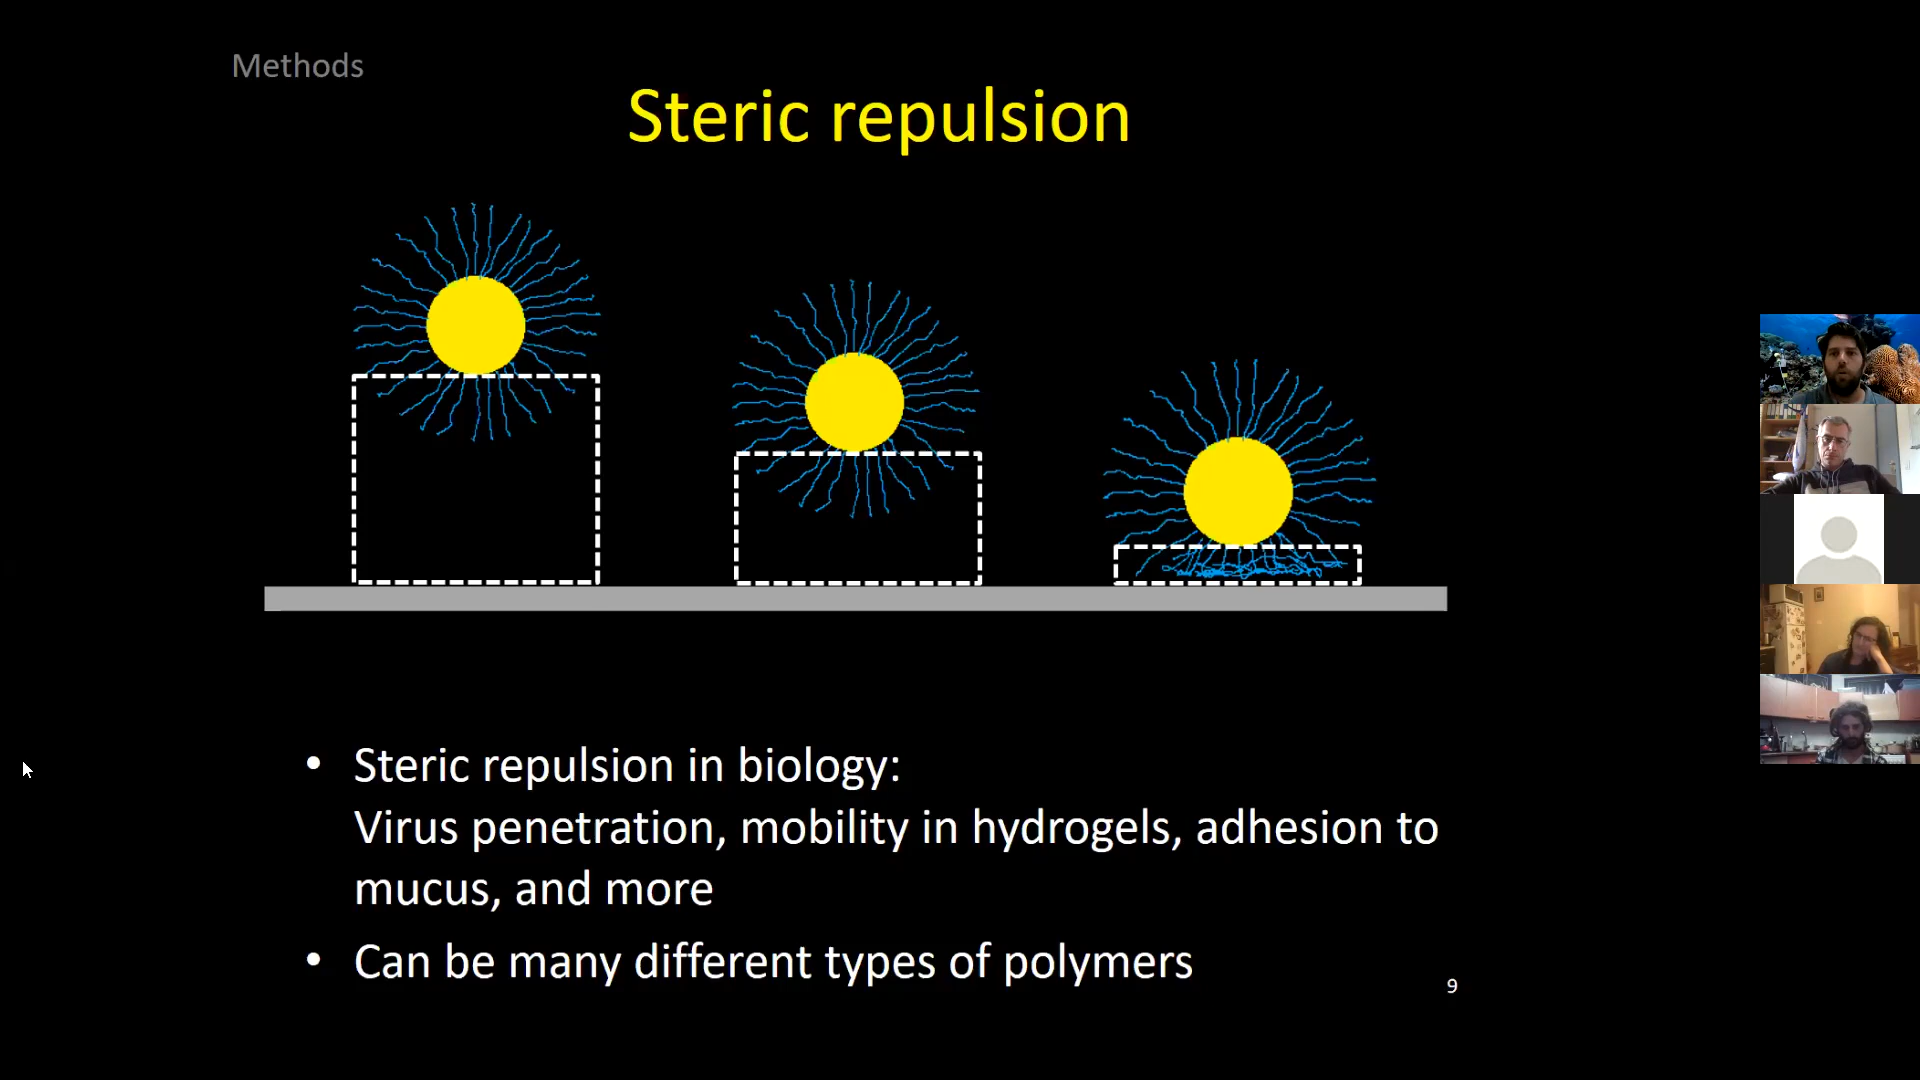 Methods
Steric repulsion
• Steric repulsion in biology:
Virus penetration, mobility in hydrogels, adhesion to
mucus, and more
• Can be many different types of polymers
9